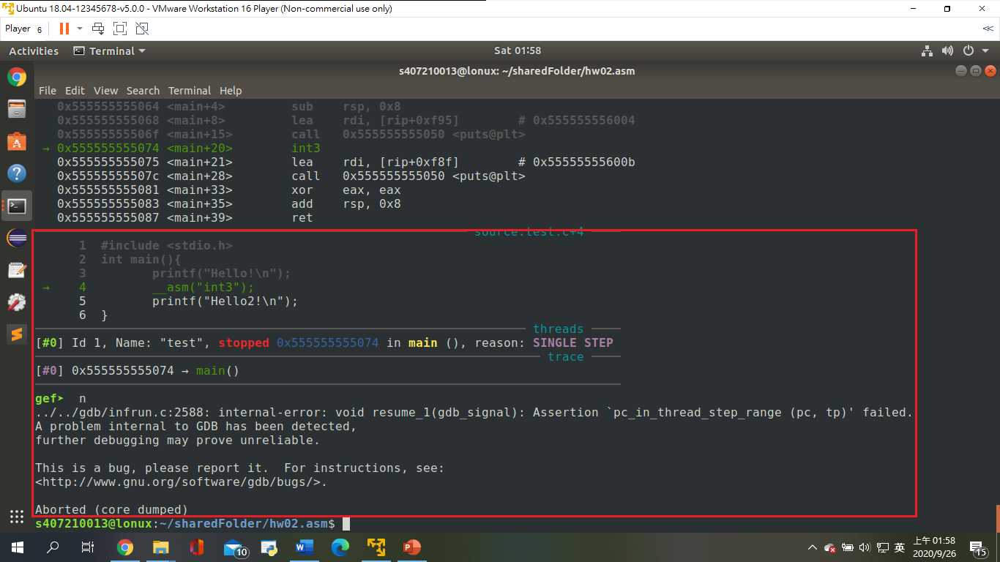 Ubuntu 18.04-12345678-v5.0.0 - VMware Workstation 16 Player (Non-commercial use only)
Player 6
Activities Terminal Sat 01:58
s407210013@lonux: ~/sharedFolder/hw02.asm
File Edit View Search Terminal Help
0x555555555064 <main+4> sub rsp, 0x8
0x555555555068 <main+8> lea rdi, [rip+0xf95] # 0x555555556004
0x55555555506f <main+15> call 0x555555555050 <puts@plt>
→ 0x555555555074 <main+20> int3
0x555555555075 <main+21> lea rdi, [rip+0xf8f] # 0x55555555600b
0x55555555507c <main+28> call 0x555555555050 <puts@plt>
0x555555555081 <main+33> xor eax, eax
0x555555555083 <main+35> add rsp, 0x8
0x555555555087 <main+39> ret
source:test.c+4
1 #include <stdio.h>
2 int main(){
3 printf("Hello!\n");
→ 4 __asm("int3");
5 printf("Hello2!\n");
6 }
threads
[#0] Id 1, Name: "test", stopped 0x555555555074 in main (), reason: SINGLE STEP
trace
[#0] 0x555555555074 → main()
gef➤ n
../../gdb/infrun.c:2588: internal-error: void resume_1(gdb_signal): Assertion `pc_in_thread_step_range (pc, tp)' failed.
A problem internal to GDB has been detected,
further debugging may prove unreliable.
This is a bug, please report it. For instructions, see:
<http://www.gnu.org/software/gdb/bugs/>.
Aborted (core dumped)
s407210013@lonux:~/sharedFolder/hw02.asm$
10
英
上午 01:58
2020/9/26
15